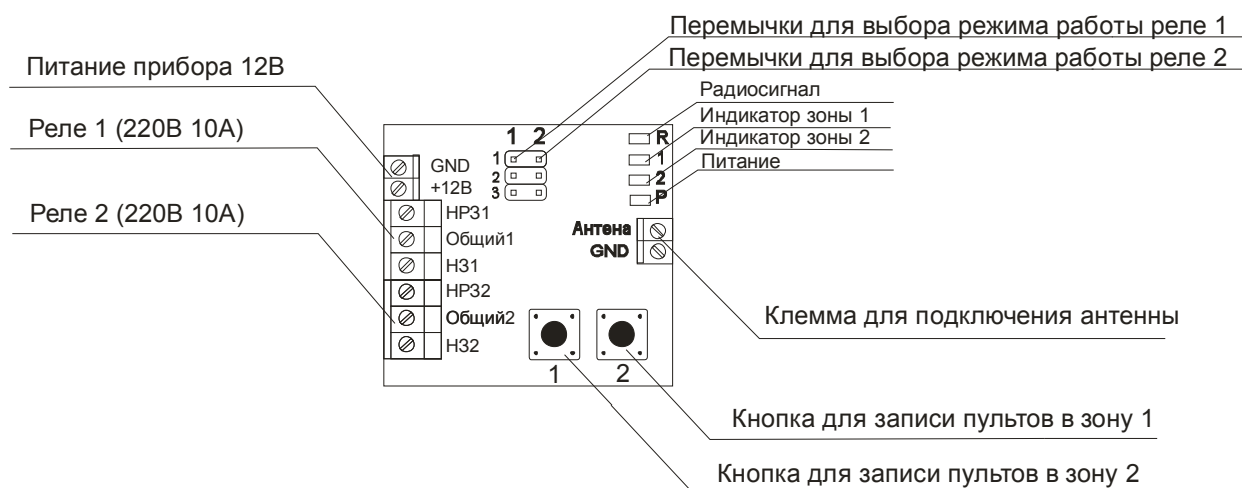 Перемычки для выбора режима работы реле 1
Перемычки для выбора режима работы реле 2
Питание прибора 12В
Реле 1 (220В 10А)
Реле 2 (220В 10А)
Радиосигнал
Индикатор зоны 1
Индикатор зоны 2
Питание
1 2
1
2
3
R
1
2
P
GND
+12В
НР31
Общий1
Н31
НР32
Общий2
Н32
Антена
GND
Клемма для подключения антенны
1
2
Кнопка для записи пультов в зону 1
Кнопка для записи пультов в зону 2